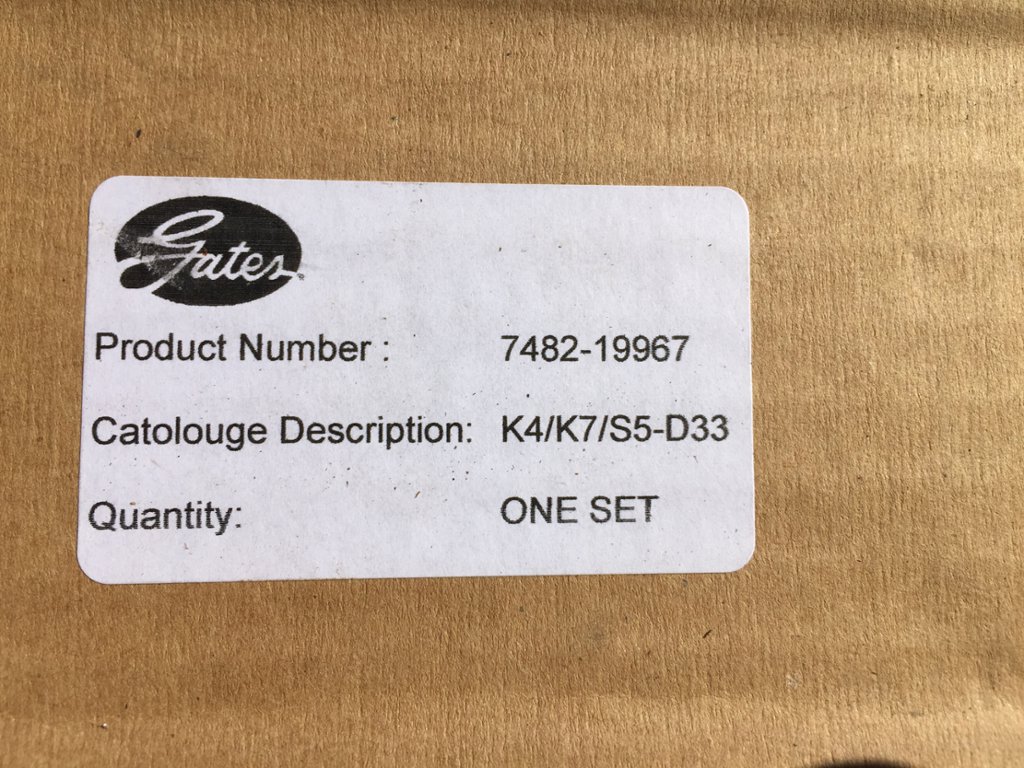 Gates
Product Number : 7482-19967
Catolouge Description: K4/K7/S5-D33
Quantity: ONE SET